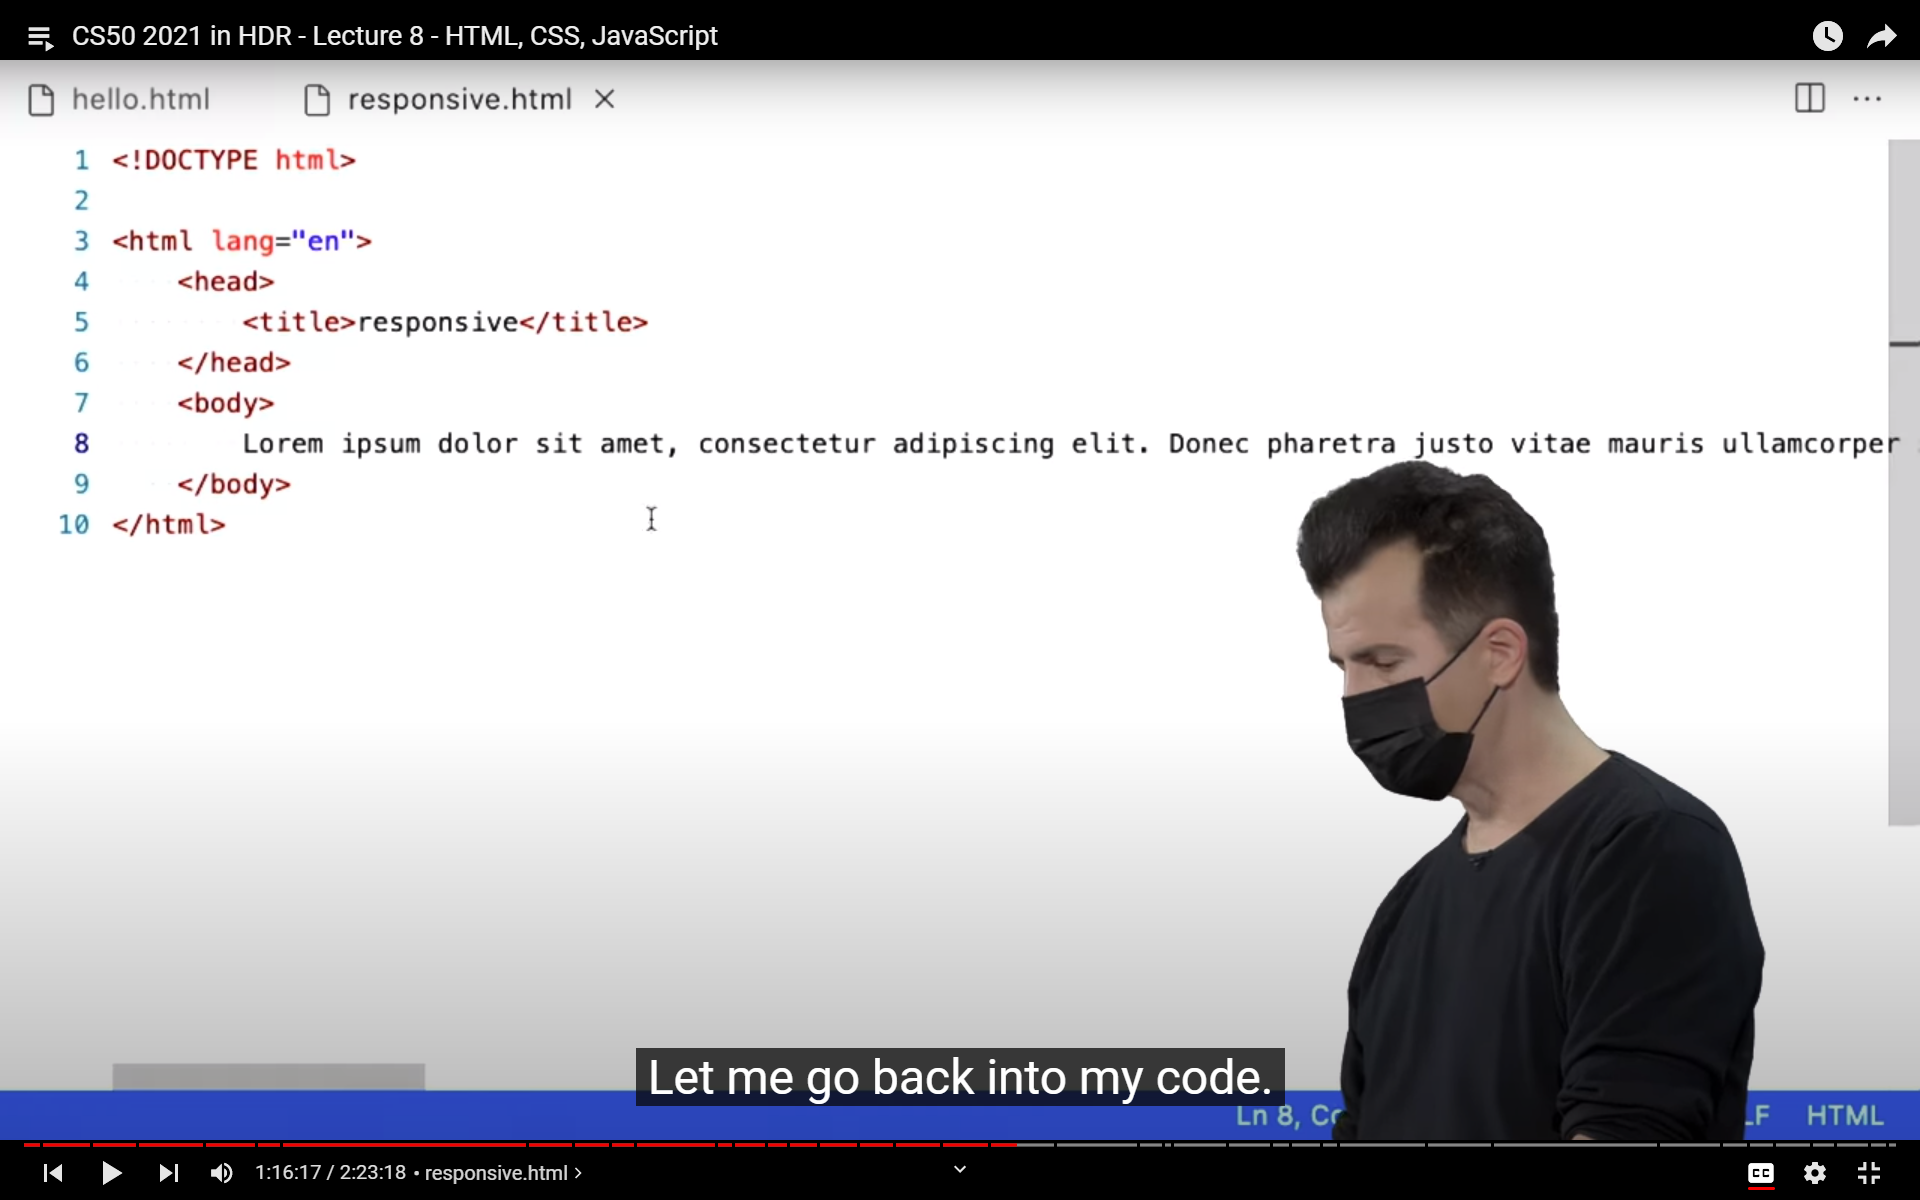 CS50 2021 in HDR - Lecture 8 - HTML, CSS, JavaScript
hello.html
responsive.html
1 <!DOCTYPE html>
2
3 <html lang="en">
4 <head>
5 <title>responsive</title>
6 </head>
7 <body>
8 Lorem ipsum dolor sit amet, consectetur adipiscing elit. Donec pharetra justo vitae mauris ullamcorper
9 </body>
10 </html>
Let me go back into my code.
Ln 8, Co
LF HTML
1:16:17 / 2:23:18 • responsive.html >
CC